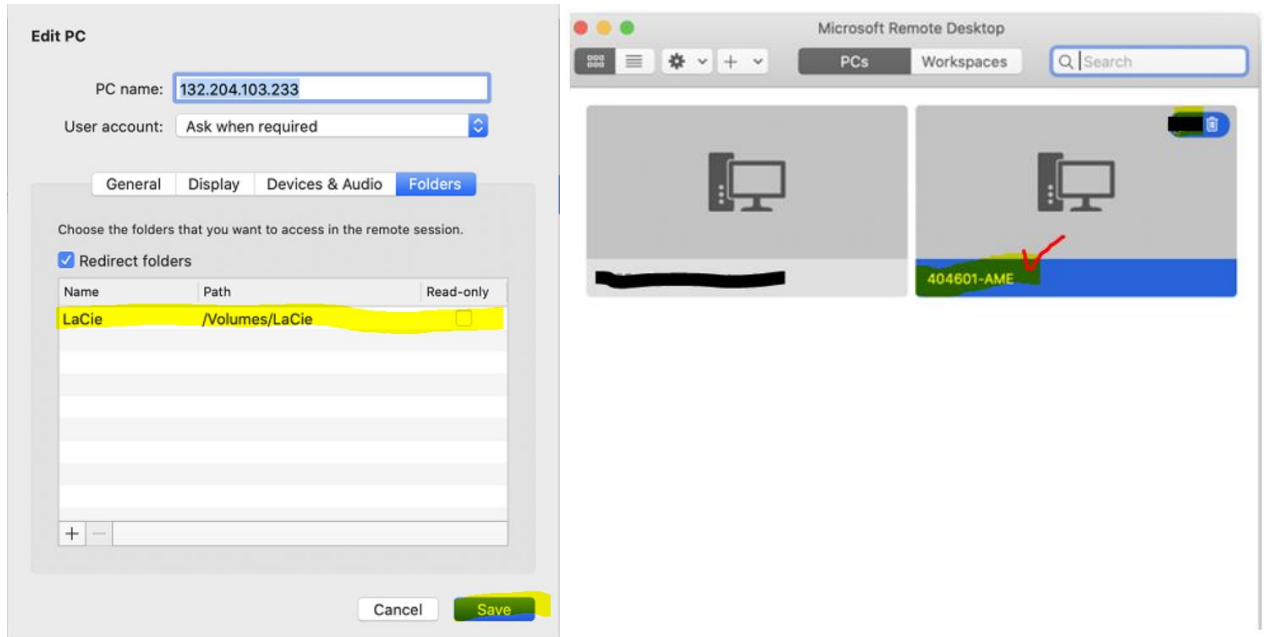 Edit PC
PC name: 132.204.103.233
User account: Ask when required
General Display Devices & Audio Folders
Choose the folders that you want to access in the remote session.
Redirect folders
Name Path Read-only
LaCie /Volumes/LaCie
+ −
Cancel Save
Microsoft Remote Desktop
+ PCs Workspaces Search
404601-AME